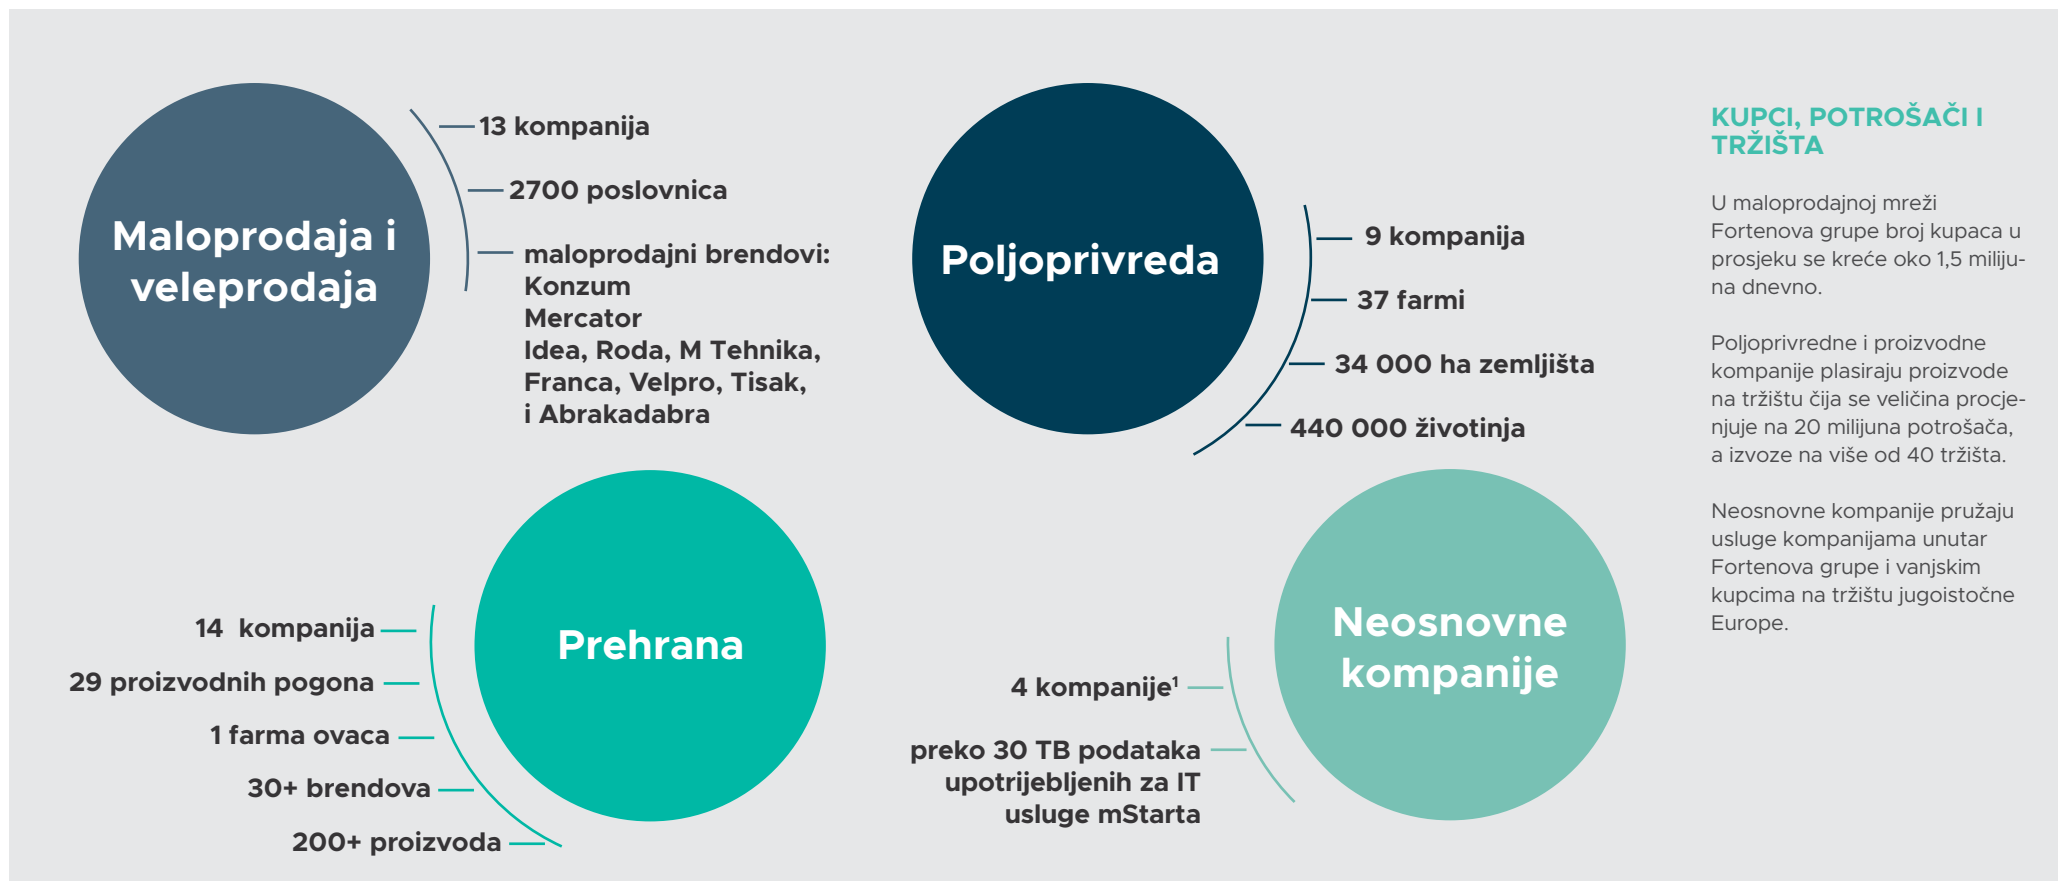 Maloprodaja i
veleprodaja
13 kompanija
2700 poslovnica
maloprodajni brendovi:
Konzum
Mercator
Idea, Roda, M Tehnika,
Franca, Velpro, Tisak,
i Abrakadabra
Poljoprivreda
9 kompanija
37 farmi
34 000 ha zemljišta
440 000 životinja
Prehrana
14 kompanija
29 proizvodnih pogona
1 farma ovaca
30+ brendova
200+ proizvoda
Neosnovne
kompanije
4 kompanije¹
preko 30 TB podataka
upotrijebljenih za IT
usluge mStarta
KUPCI, POTROŠAČI I
TRŽIŠTA
U maloprodajnoj mreži
Fortenova grupe broj kupaca u
prosjeku se kreće oko 1,5 miliju-
na dnevno.
Poljoprivredne i proizvodne
kompanije plasiraju proizvode
na tržištu čija se veličina procje-
njuje na 20 milijuna potrošača,
a izvoze na više od 40 tržišta.
Neosnovne kompanije pružaju
usluge kompanijama unutar
Fortenova grupe i vanjskim
kupcima na tržištu jugoistočne
Europe.